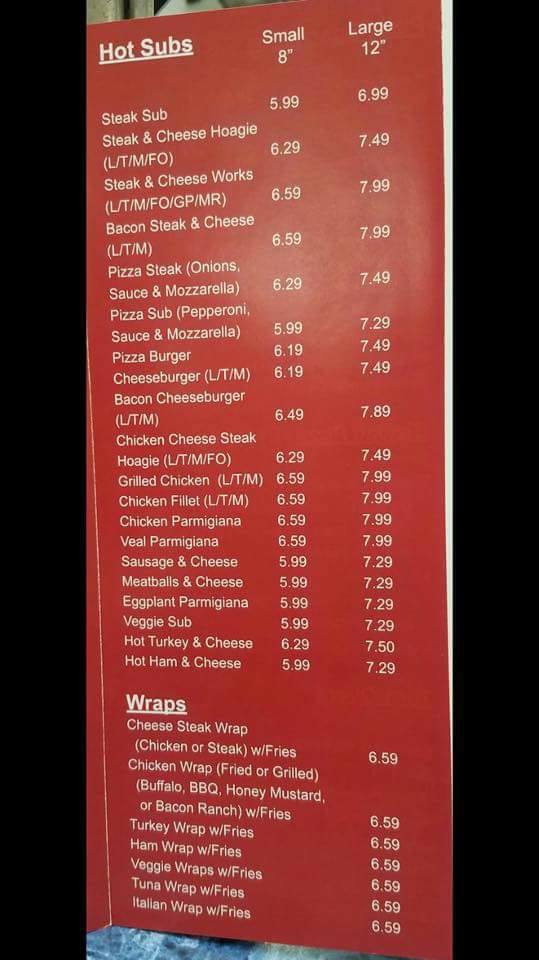 Hot Subs Small Large
8" 12"
Steak Sub 5.99 6.99
Steak & Cheese Hoagie
(L/T/M/FO) 6.29 7.49
Steak & Cheese Works
(L/T/M/FO/GP/MR) 6.59 7.99
Bacon Steak & Cheese
(L/T/M) 6.59 7.99
Pizza Steak (Onions,
Sauce & Mozzarella) 6.29 7.49
Pizza Sub (Pepperoni,
Sauce & Mozzarella) 5.99 7.29
Pizza Burger 6.19 7.49
Cheeseburger (L/T/M) 6.19 7.49
Bacon Cheeseburger
(L/T/M) 6.49 7.89
Chicken Cheese Steak
Hoagie (L/T/M/FO) 6.29 7.49
Grilled Chicken (L/T/M) 6.59 7.99
Chicken Fillet (L/T/M) 6.59 7.99
Chicken Parmigiana 6.59 7.99
Veal Parmigiana 6.59 7.99
Sausage & Cheese 5.99 7.29
Meatballs & Cheese 5.99 7.29
Eggplant Parmigiana 5.99 7.29
Veggie Sub 5.99 7.29
Hot Turkey & Cheese 6.29 7.50
Hot Ham & Cheese 5.99 7.29
Wraps
Cheese Steak Wrap
(Chicken or Steak) w/Fries 6.59
Chicken Wrap (Fried or Grilled)
(Buffalo, BBQ, Honey Mustard,
or Bacon Ranch) w/Fries 6.59
Turkey Wrap w/Fries 6.59
Ham Wrap w/Fries 6.59
Veggie Wraps w/Fries 6.59
Tuna Wrap w/Fries 6.59
Italian Wrap w/Fries 6.59